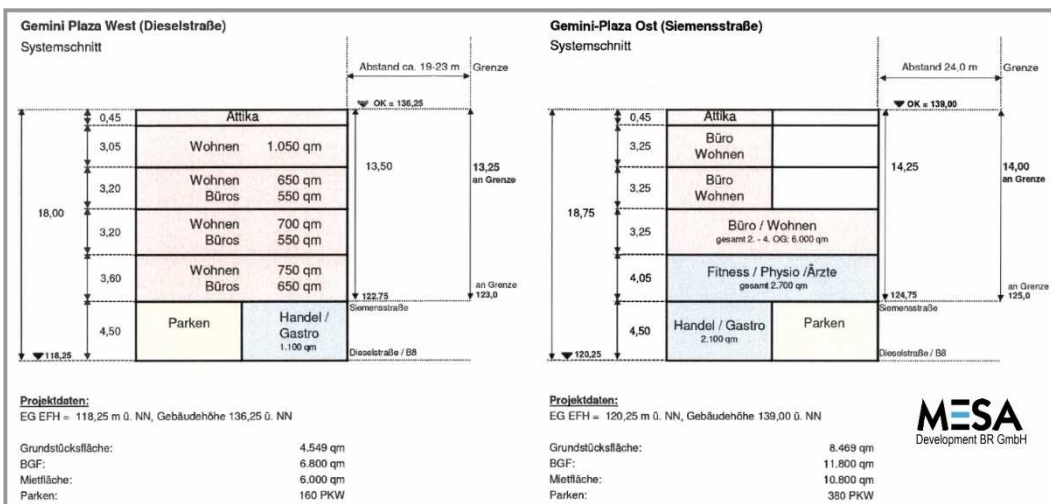 Gemini Plaza West (Dieselstraße)
Systemschnitt
Abstand ca. 19-23 m
Grenze
OK = 136,25
0,45
Attika
3,05
Wohnen 1.050 qm
13,50
13,25
an Grenze
3,20
Wohnen 650 qm
Büros 550 qm
18,00
3,20
Wohnen 700 qm
Büros 550 qm
3,60
Wohnen 750 qm
Büros 650 qm
an Grenze
122,75
123,0
Siemensstraße
4,50
Parken
Handel /
Gastro
1.100 qm
118,25
Dieselstraße / B8
Projektdaten:
EG EFH = 118,25 m ü. NN, Gebäudehöhe 136,25 ü. NN
Grundstücksfläche: 4.549 qm
BGF: 6.800 qm
Mietfläche: 6.000 qm
Parken: 160 PKW
Gemini-Plaza Ost (Siemensstraße)
Systemschnitt
Abstand 24,0 m
Grenze
OK = 139,00
0,45
Attika
3,25
Büro
Wohnen
14,25
14,00
an Grenze
3,25
Büro
Wohnen
18,75
3,25
Büro / Wohnen
gesamt 2. - 4. OG: 6.000 qm
4,05
Fitness / Physio /Ärzte
gesamt 2.700 qm
an Grenze
124,75
125,0
Siemensstraße
4,50
Handel / Gastro
2.100 qm
Parken
120,25
Dieselstraße / B8
Projektdaten:
EG EFH = 120,25 m ü. NN, Gebäudehöhe 139,00 ü. NN
Grundstücksfläche: 8.469 qm
BGF: 11.800 qm
Mietfläche: 10.800 qm
Parken: 380 PKW
MESA
Development BR GmbH